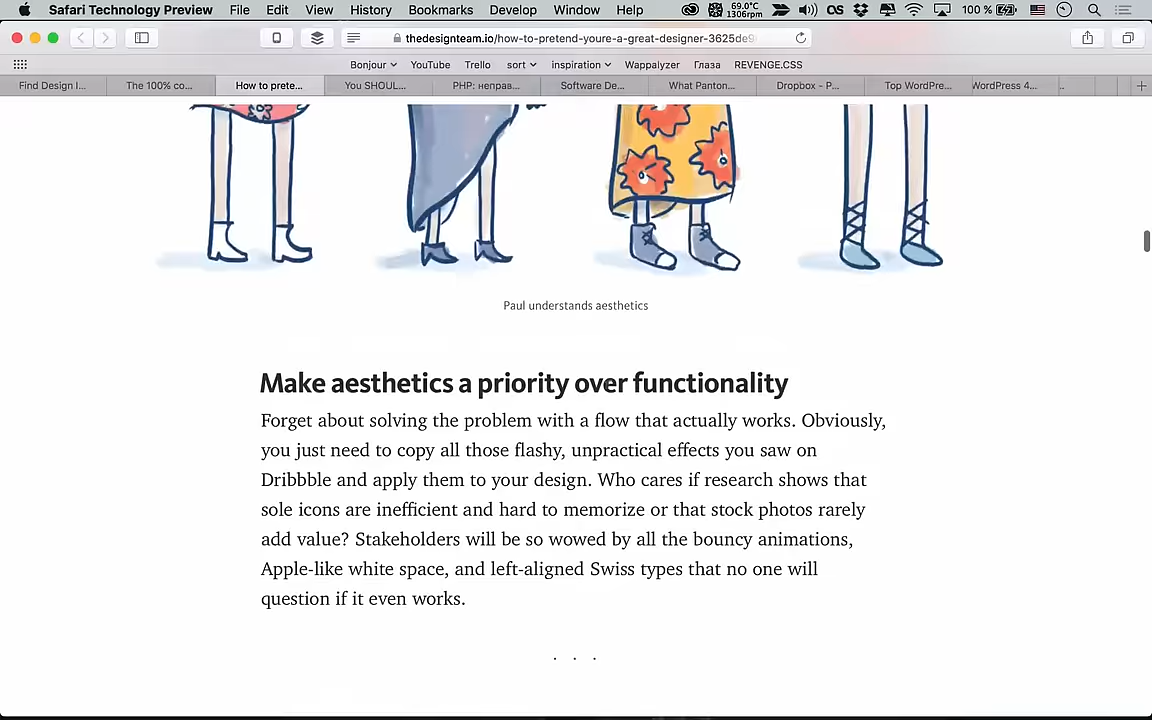 Safari Technology Preview File Edit View History Bookmarks Develop Window Help 69.0°C 1306rpm 100 %
thedesignteam.io/how-to-pretend-youre-a-great-designer-3625de9
Bonjour YouTube Trello sort inspiration Wappalyzer Глаза REVENGE.CSS
Find Design I... The 100% co... How to prete... You SHOUL... PHP: неправ... Software De... What Panton... Dropbox - P... Top WordPre... WordPress 4...
Paul understands aesthetics
Make aesthetics a priority over functionality
Forget about solving the problem with a flow that actually works. Obviously,
you just need to copy all those flashy, unpractical effects you saw on
Dribbble and apply them to your design. Who cares if research shows that
sole icons are inefficient and hard to memorize or that stock photos rarely
add value? Stakeholders will be so wowed by all the bouncy animations,
Apple-like white space, and left-aligned Swiss types that no one will
question if it even works.
. . .